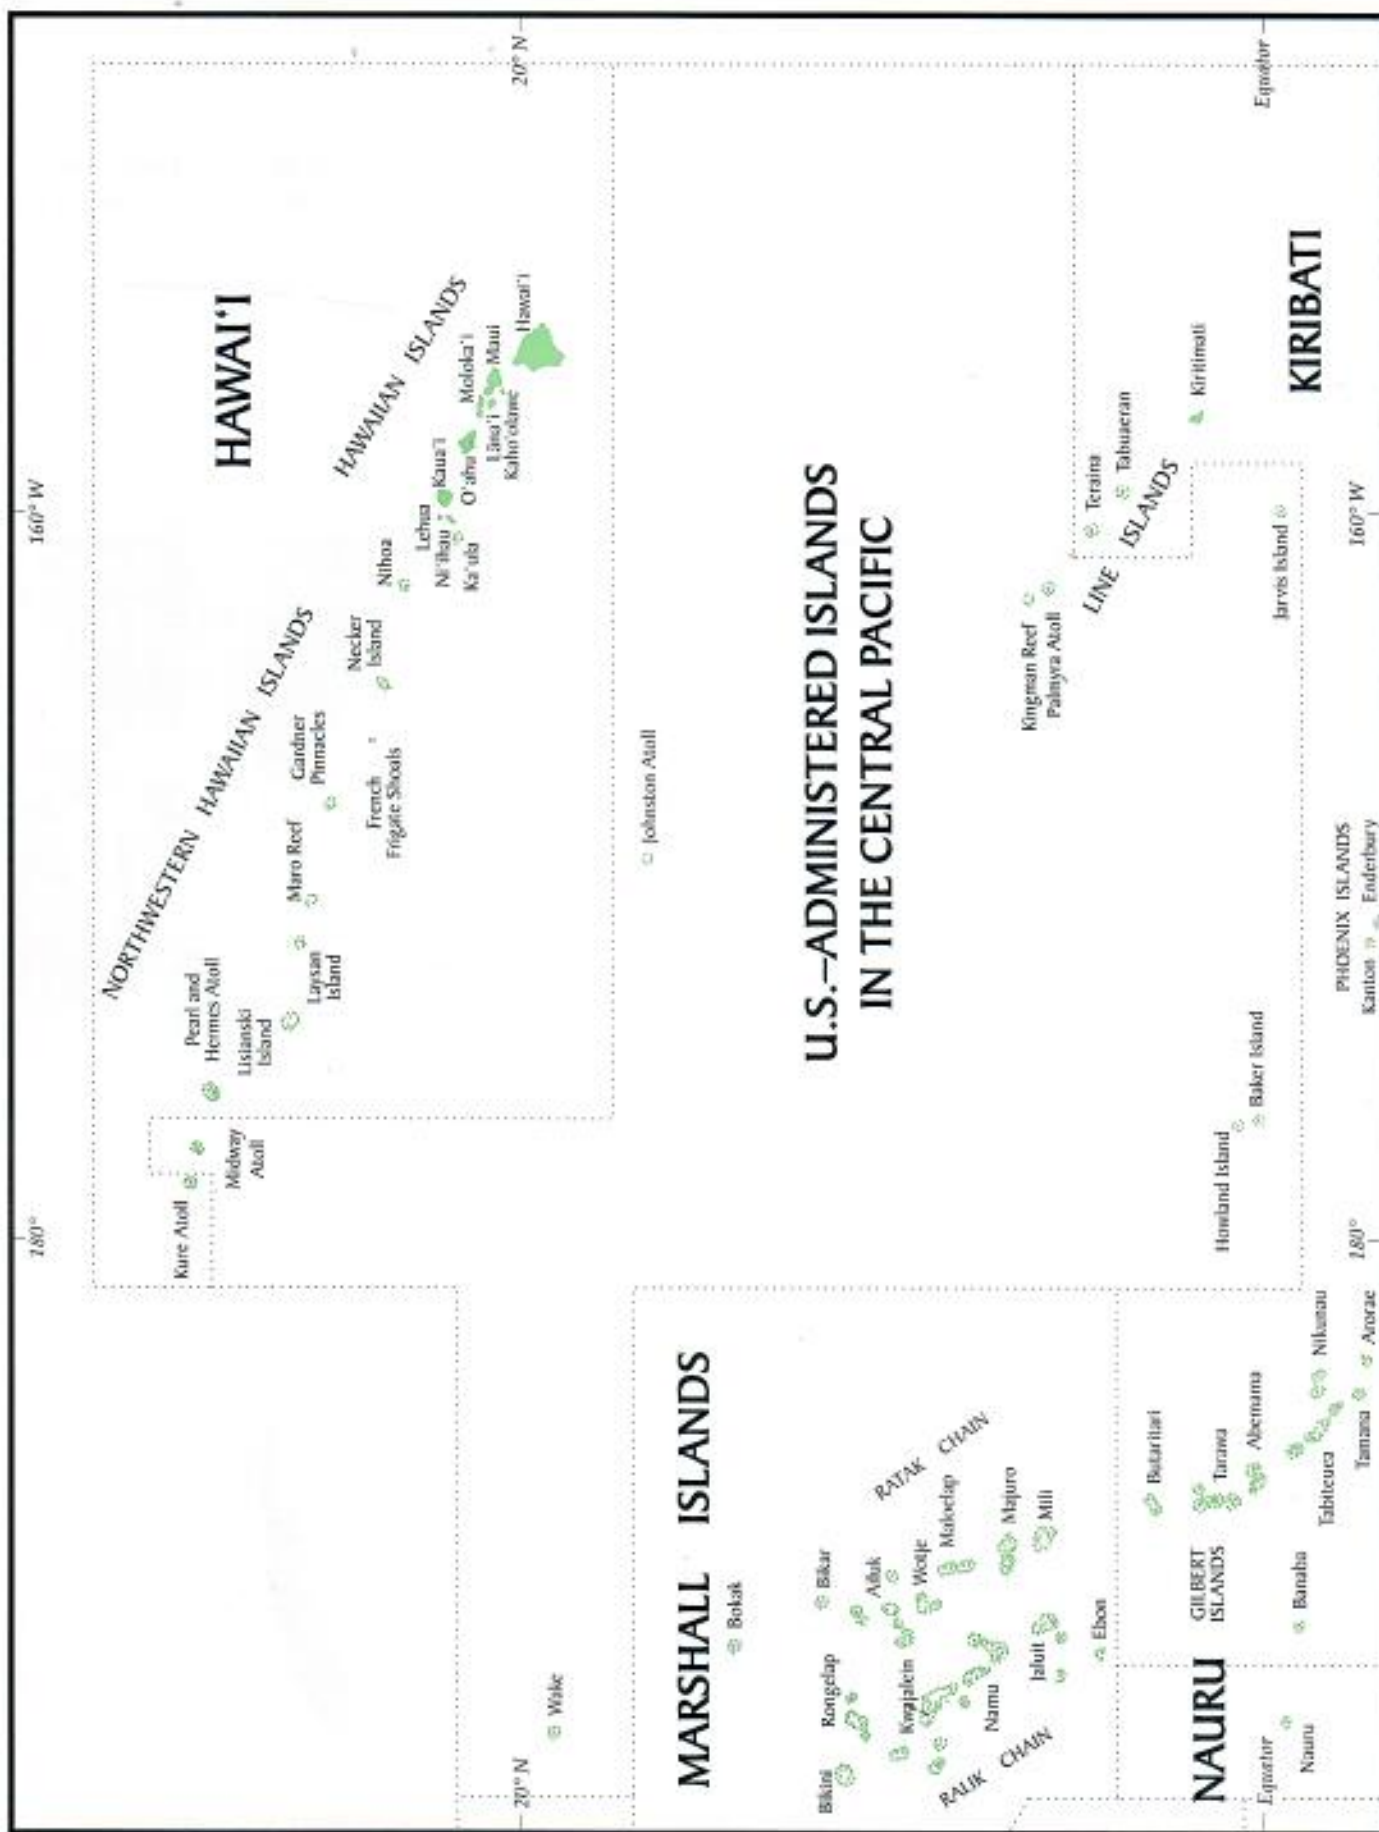 180°
160° W
20° N
20° N
HAWAI‘I
NORTHWESTERN HAWAIIAN ISLANDS
HAWAIIAN ISLANDS
Kure Atoll
Midway
Atoll
Pearl and
Hermes Atoll
Lisianski
Island
Laysan
Island
Maro Reef
Gardner
Pinnacles
French
Frigate Shoals
Necker
Island
Nihoa
Lehua
Ni‘ihau
Ka‘ula
Kaua‘i
O‘ahu
Moloka‘i
Lāna‘i
Kaho‘olawe
Maui
Hawai‘i
Wake
Johnston Atoll
U.S.–ADMINISTERED ISLANDS
IN THE CENTRAL PACIFIC
MARSHALL ISLANDS
Bokak
Bikar
Bikini
Rongelap
Ailuk
Wotje
Maloelap
Kwajalein
Namu
Majuro
Mili
Jaluit
Ebon
RATAK CHAIN
RALIK CHAIN
Kingman Reef
Palmyra Atoll
LINE ISLANDS
Teraina
Tabuaeran
Kiritimati
Jarvis Island
KIRIBATI
Howland Island
Baker Island
PHOENIX ISLANDS
Kanton
Enderbury
NAURU
Nauru
GILBERT
ISLANDS
Butaritari
Tarawa
Abemama
Banaba
Tabiteuea
Nikunau
Tamana
Arorae
Equator
Equator
180°
160° W